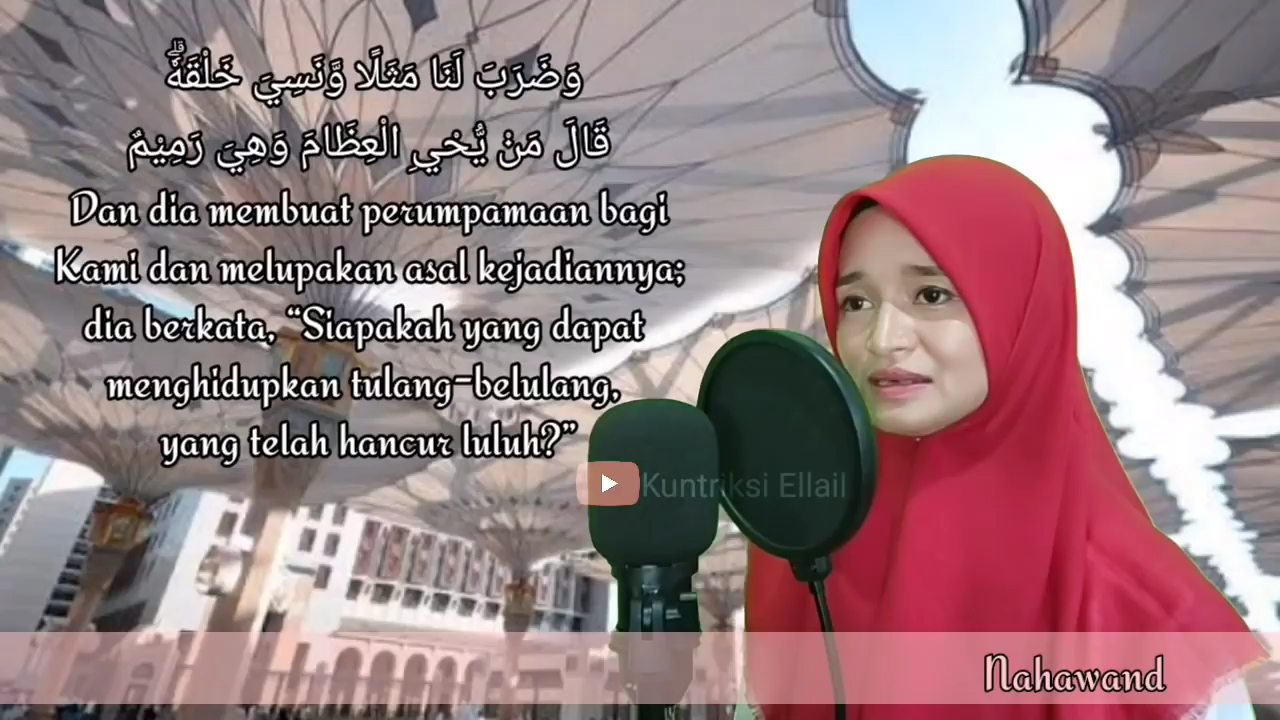 وَضَرَبَ لَنَا مَثَلًا وَّنَسِيَ خَلْقَهٗۗ
قَالَ مَنْ يُّحْيِ الْعِظَامَ وَهِيَ رَمِيْمٌ
Dan dia membuat perumpamaan bagi
Kami dan melupakan asal kejadiannya;
dia berkata, “Siapakah yang dapat
menghidupkan tulang-belulang,
yang telah hancur luluh?”
Kuntriksi Ellail
Nahawand